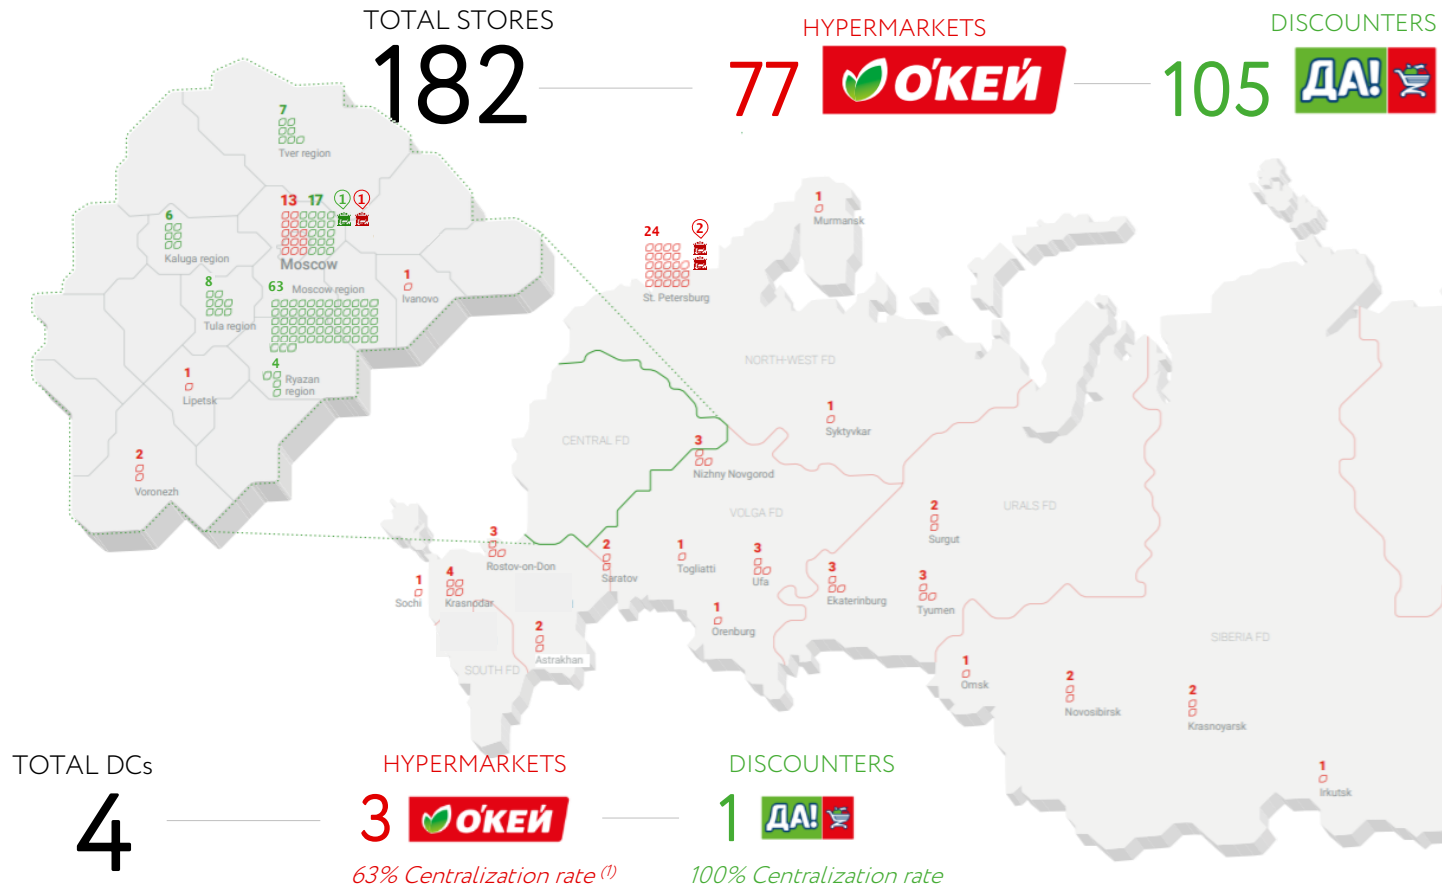 TOTAL STORES
182
HYPERMARKETS
77
О'КЕЙ
DISCOUNTERS
105
ДА!
7
Tver region
13 17 1 1
Moscow
6
Kaluga region
8
Tula region
63 Moscow region
1
Ivanovo
4
Ryazan
region
1
Lipetsk
2
Voronezh
24 2
St. Petersburg
1
Murmansk
NORTH-WEST FD
1
Syktyvkar
CENTRAL FD
3
Nizhny Novgorod
VOLGA FD
URALS FD
2
Surgut
3
Rostov-on-Don
2
Saratov
1
Togliatti
3
Ufa
3
Ekaterinburg
3
Tyumen
1
Sochi
4
Krasnodar
1
Orenburg
2
Astrakhan
SOUTH FD
SIBERIA FD
1
Omsk
2
Novosibirsk
2
Krasnoyarsk
1
Irkutsk
TOTAL DCs
4
HYPERMARKETS
3
О'КЕЙ
63% Centralization rate (1)
DISCOUNTERS
1
ДА!
100% Centralization rate